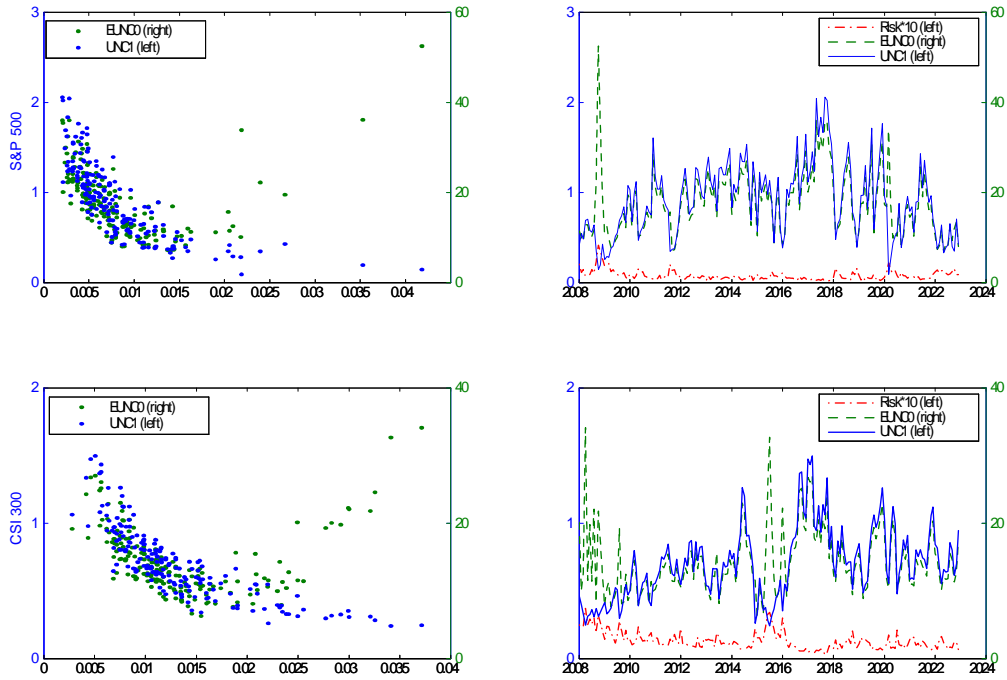 S&P 500
3
2
1
0
60
40
20
0
EUNC0 (right)
UNC1 (left)
0 0.005 0.01 0.015 0.02 0.025 0.03 0.035 0.04
3
2
1
0
60
40
20
0
Risk*10 (left)
EUNC0 (right)
UNC1 (left)
2008 2010 2012 2014 2016 2018 2020 2022 2024
CSI 300
2
1
0
40
20
0
EUNC0 (right)
UNC1 (left)
0 0.005 0.01 0.015 0.02 0.025 0.03 0.035 0.04
2
1
0
40
20
0
Risk*10 (left)
EUNC0 (right)
UNC1 (left)
2008 2010 2012 2014 2016 2018 2020 2022 2024